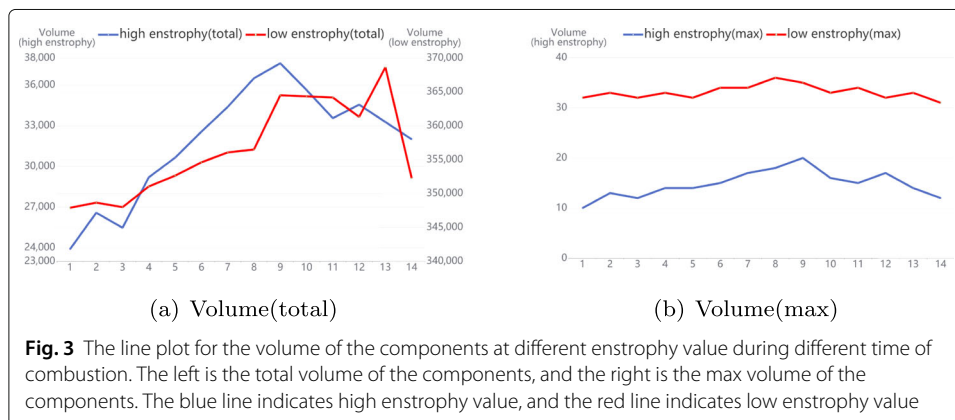 Volume
(high enstrophy)
high enstrophy(total) low enstrophy(total)
Volume
(low enstrophy)
38,000
36,000
33,000
30,000
27,000
24,000
23,000
370,000
365,000
360,000
355,000
350,000
345,000
340,000
1 2 3 4 5 6 7 8 9 10 11 12 13 14
(a) Volume(total)
Volume
(high enstrophy)
high enstrophy(max) low enstrophy(max)
40
30
20
10
0
1 2 3 4 5 6 7 8 9 10 11 12 13 14
(b) Volume(max)
Fig. 3 The line plot for the volume of the components at different enstrophy value during different time of
combustion. The left is the total volume of the components, and the right is the max volume of the
components. The blue line indicates high enstrophy value, and the red line indicates low enstrophy value